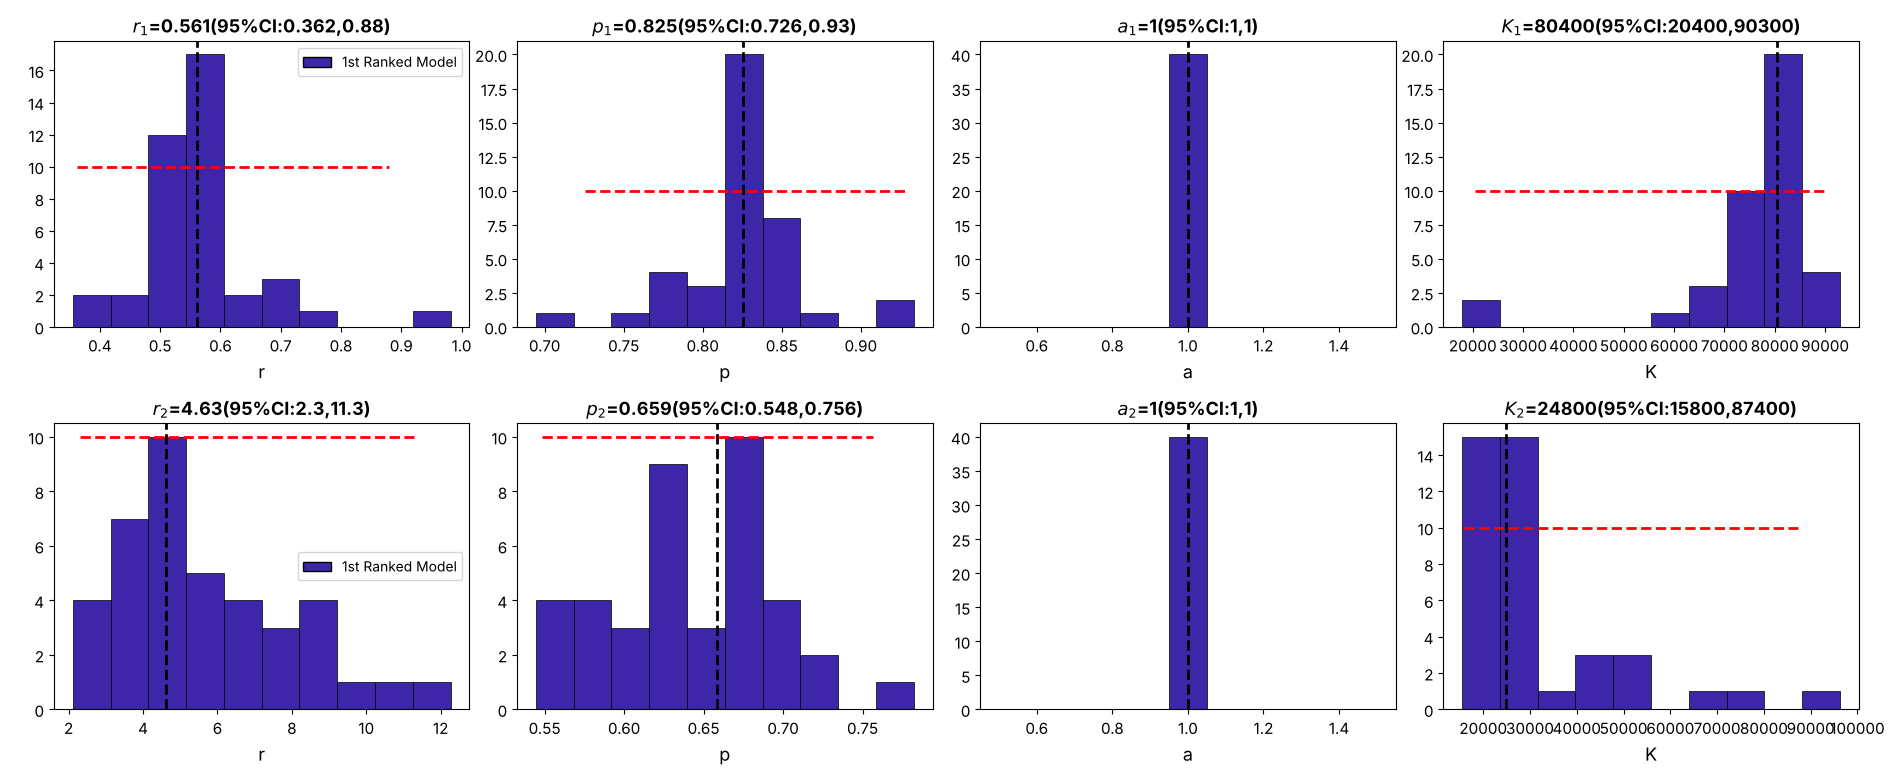 r₁=0.561(95%CI:0.362,0.88)
p₁=0.825(95%CI:0.726,0.93)
a₁=1(95%CI:1,1)
K₁=80400(95%CI:20400,90300)
1st Ranked Model
16
14
12
10
8
6
4
2
0
0.4 0.5 0.6 0.7 0.8 0.9 1.0
r
20.0
17.5
15.0
12.5
10.0
7.5
5.0
2.5
0.0
0.70 0.75 0.80 0.85 0.90
p
40
35
30
25
20
15
10
5
0
0.6 0.8 1.0 1.2 1.4
a
20.0
17.5
15.0
12.5
10.0
7.5
5.0
2.5
0.0
20000 30000 40000 50000 60000 70000 80000 90000
K
r₂=4.63(95%CI:2.3,11.3)
p₂=0.659(95%CI:0.548,0.756)
a₂=1(95%CI:1,1)
K₂=24800(95%CI:15800,87400)
10
8
6
4
2
0
1st Ranked Model
2 4 6 8 10 12
r
10
8
6
4
2
0
0.55 0.60 0.65 0.70 0.75
p
40
35
30
25
20
15
10
5
0
0.6 0.8 1.0 1.2 1.4
a
14
12
10
8
6
4
2
0
20000 30000 40000 50000 60000 70000 80000 90000 100000
K